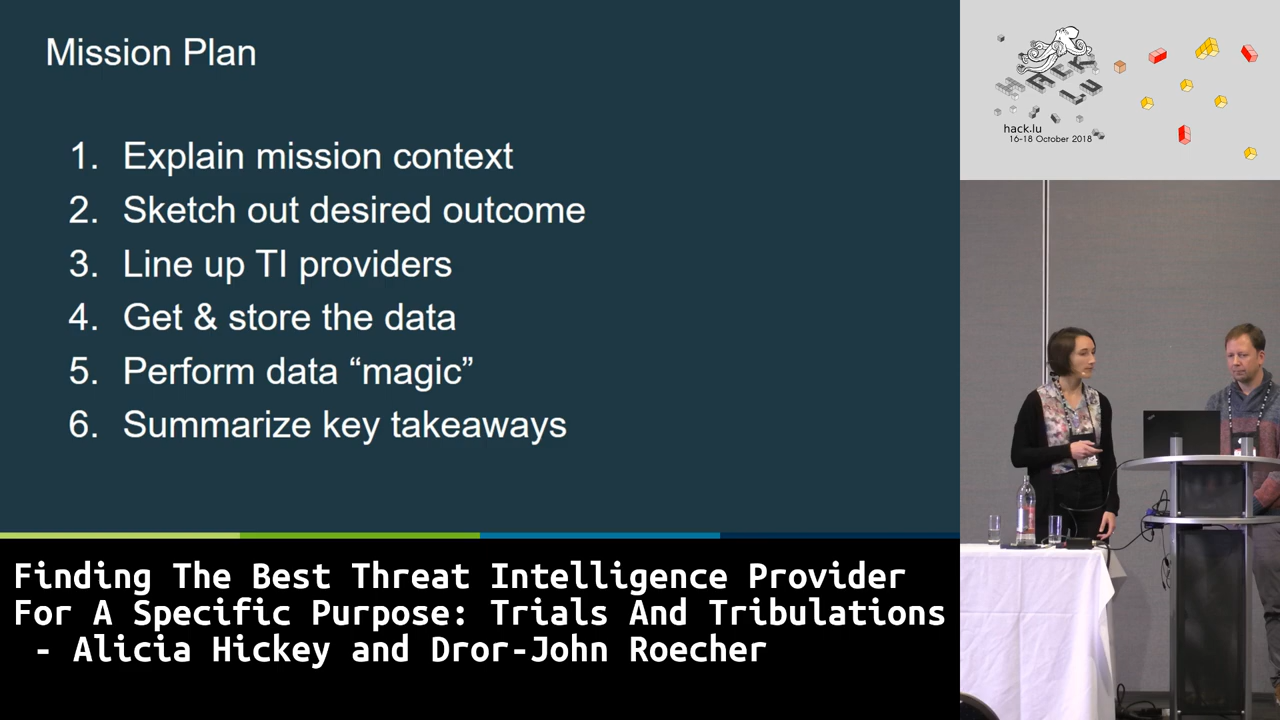 Mission Plan
1. Explain mission context
2. Sketch out desired outcome
3. Line up TI providers
4. Get & store the data
5. Perform data “magic”
6. Summarize key takeaways
HACK
LU
hack.lu
16-18 October 2018
Finding The Best Threat Intelligence Provider
For A Specific Purpose: Trials And Tribulations
- Alicia Hickey and Dror-John Roecher